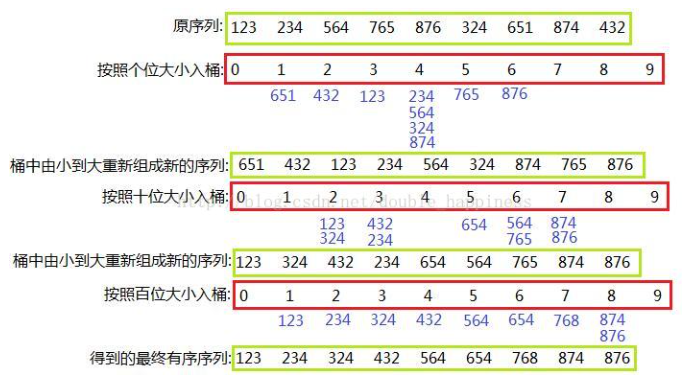 原序列: 123 234 564 765 876 324 651 874 432
按照个位大小入桶: 0 1 2 3 4 5 6 7 8 9
651 432 123 234 765 876
564
324
874
桶中由小到大重新组成新的序列: 651 432 123 234 564 324 874 765 876
按照十位大小入桶: 0 1 2 3 4 5 6 7 8 9
http://blog.csdn.net/double_happiness
123 432 654 564 874
324 234 765 876
桶中由小到大重新组成新的序列: 123 324 432 234 654 564 765 874 876
按照百位大小入桶: 0 1 2 3 4 5 6 7 8 9
123 234 324 432 564 654 768 874
876
得到的最终有序序列: 123 234 324 432 564 654 768 874 876